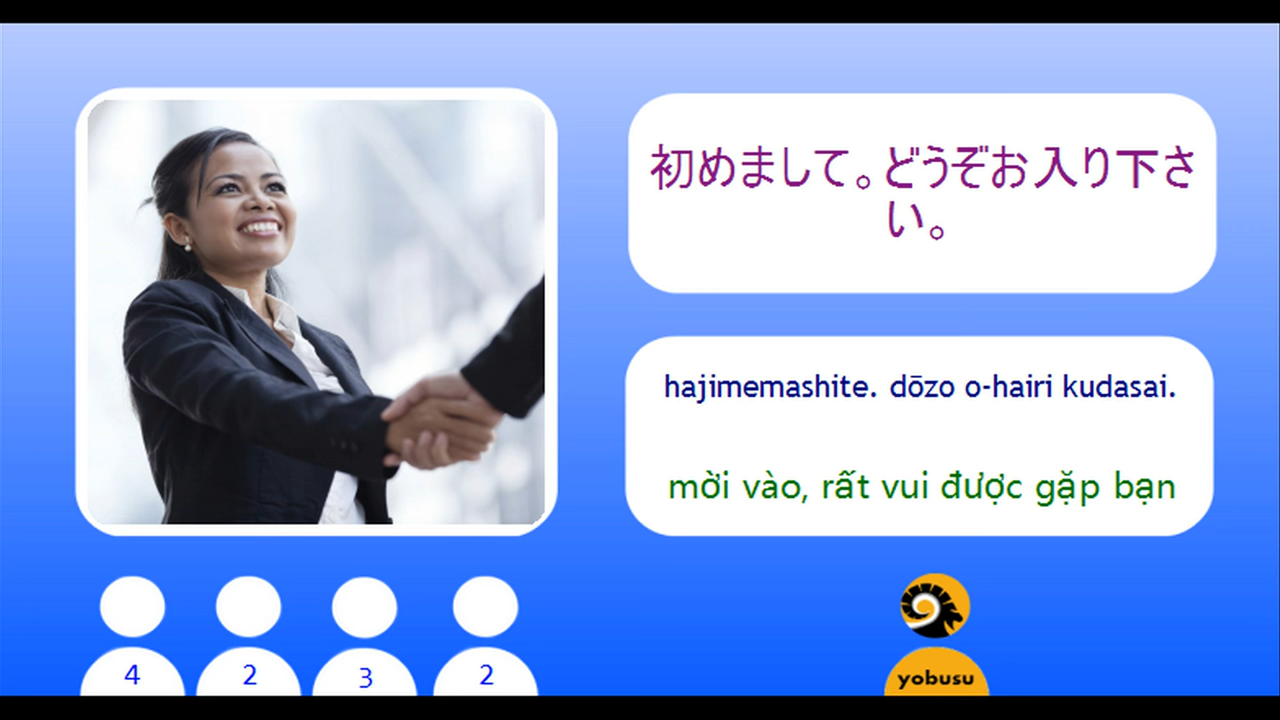 初めまして。どうぞお入り下さ
い。
hajimemashite. dōzo o-hairi kudasai.
mời vào, rất vui được gặp bạn
4 2 3 2
yobusu